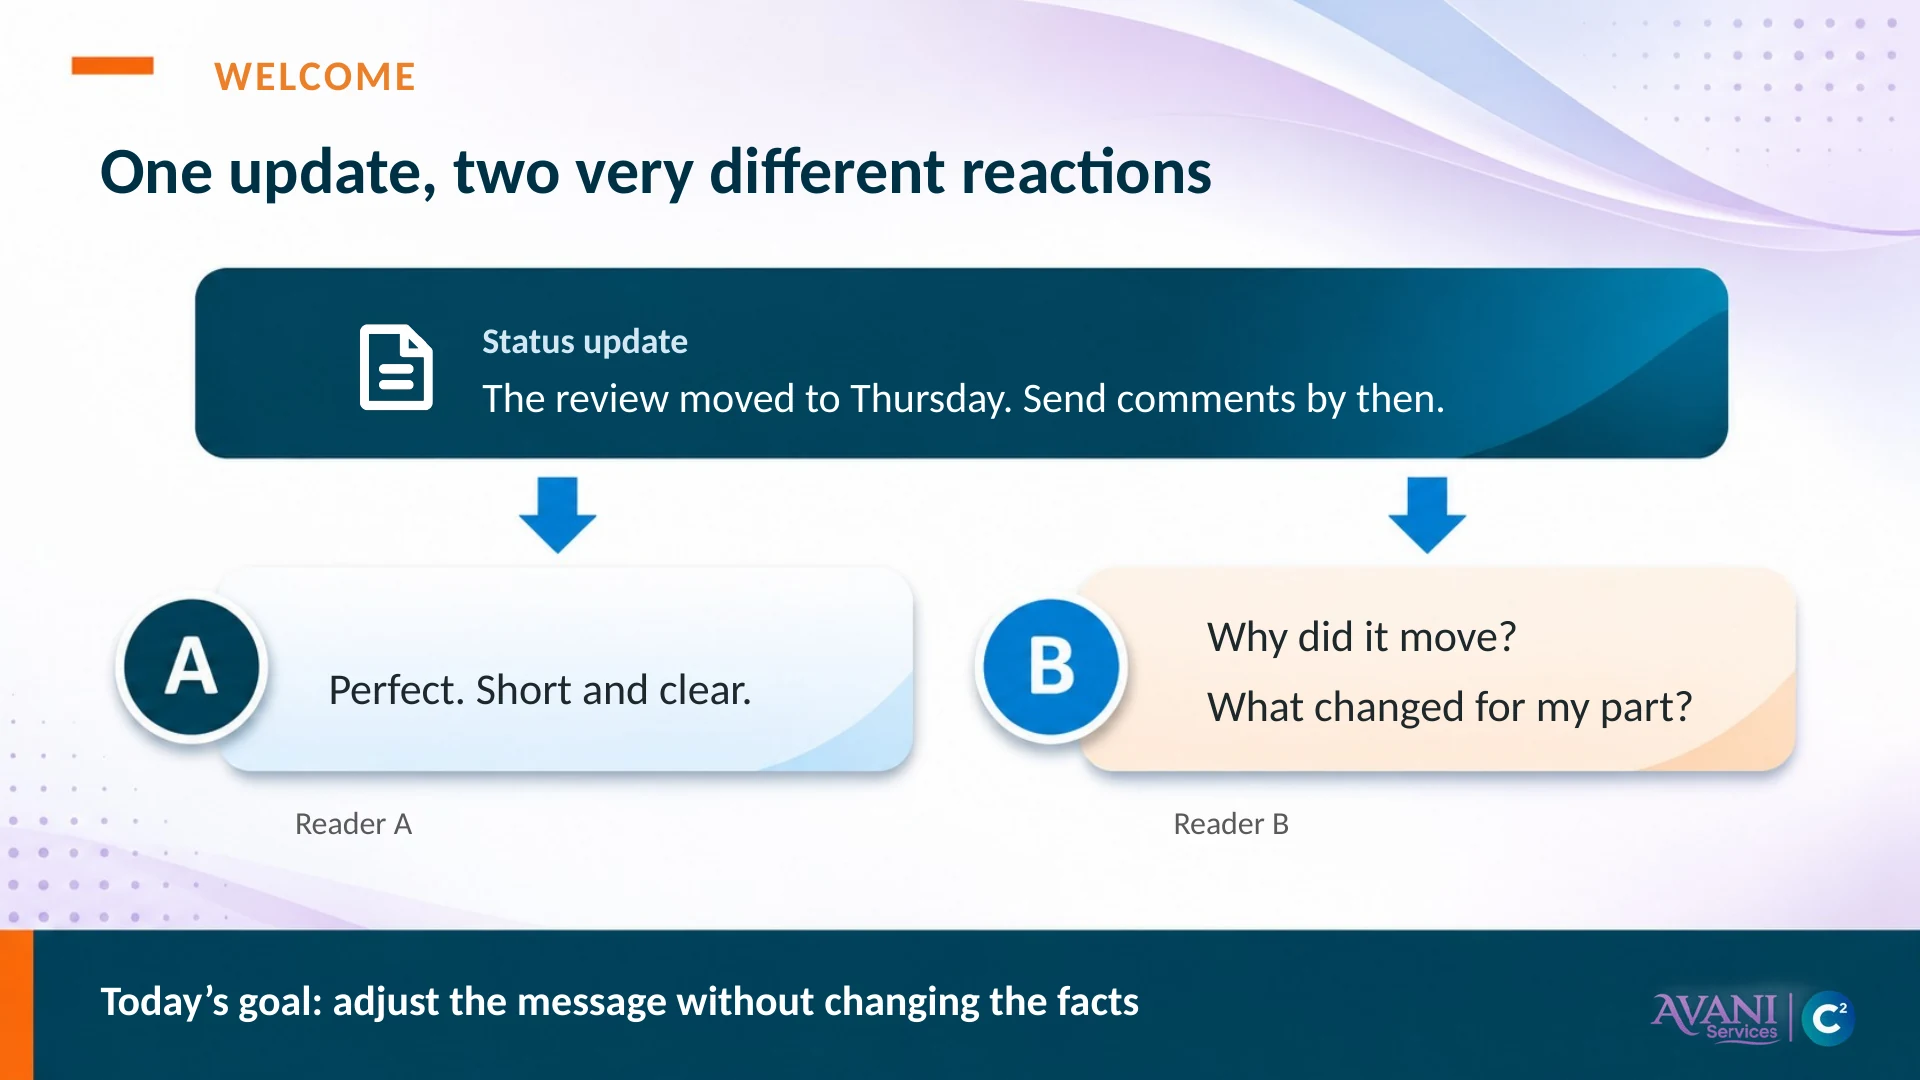 WELCOME
One update, two very different reactions
Status update
The review moved to Thursday. Send comments by then.
A
Perfect. Short and clear.
Reader A
B
Why did it move?
What changed for my part?
Reader B
Today’s goal: adjust the message without changing the facts
AVANI
Services
C²